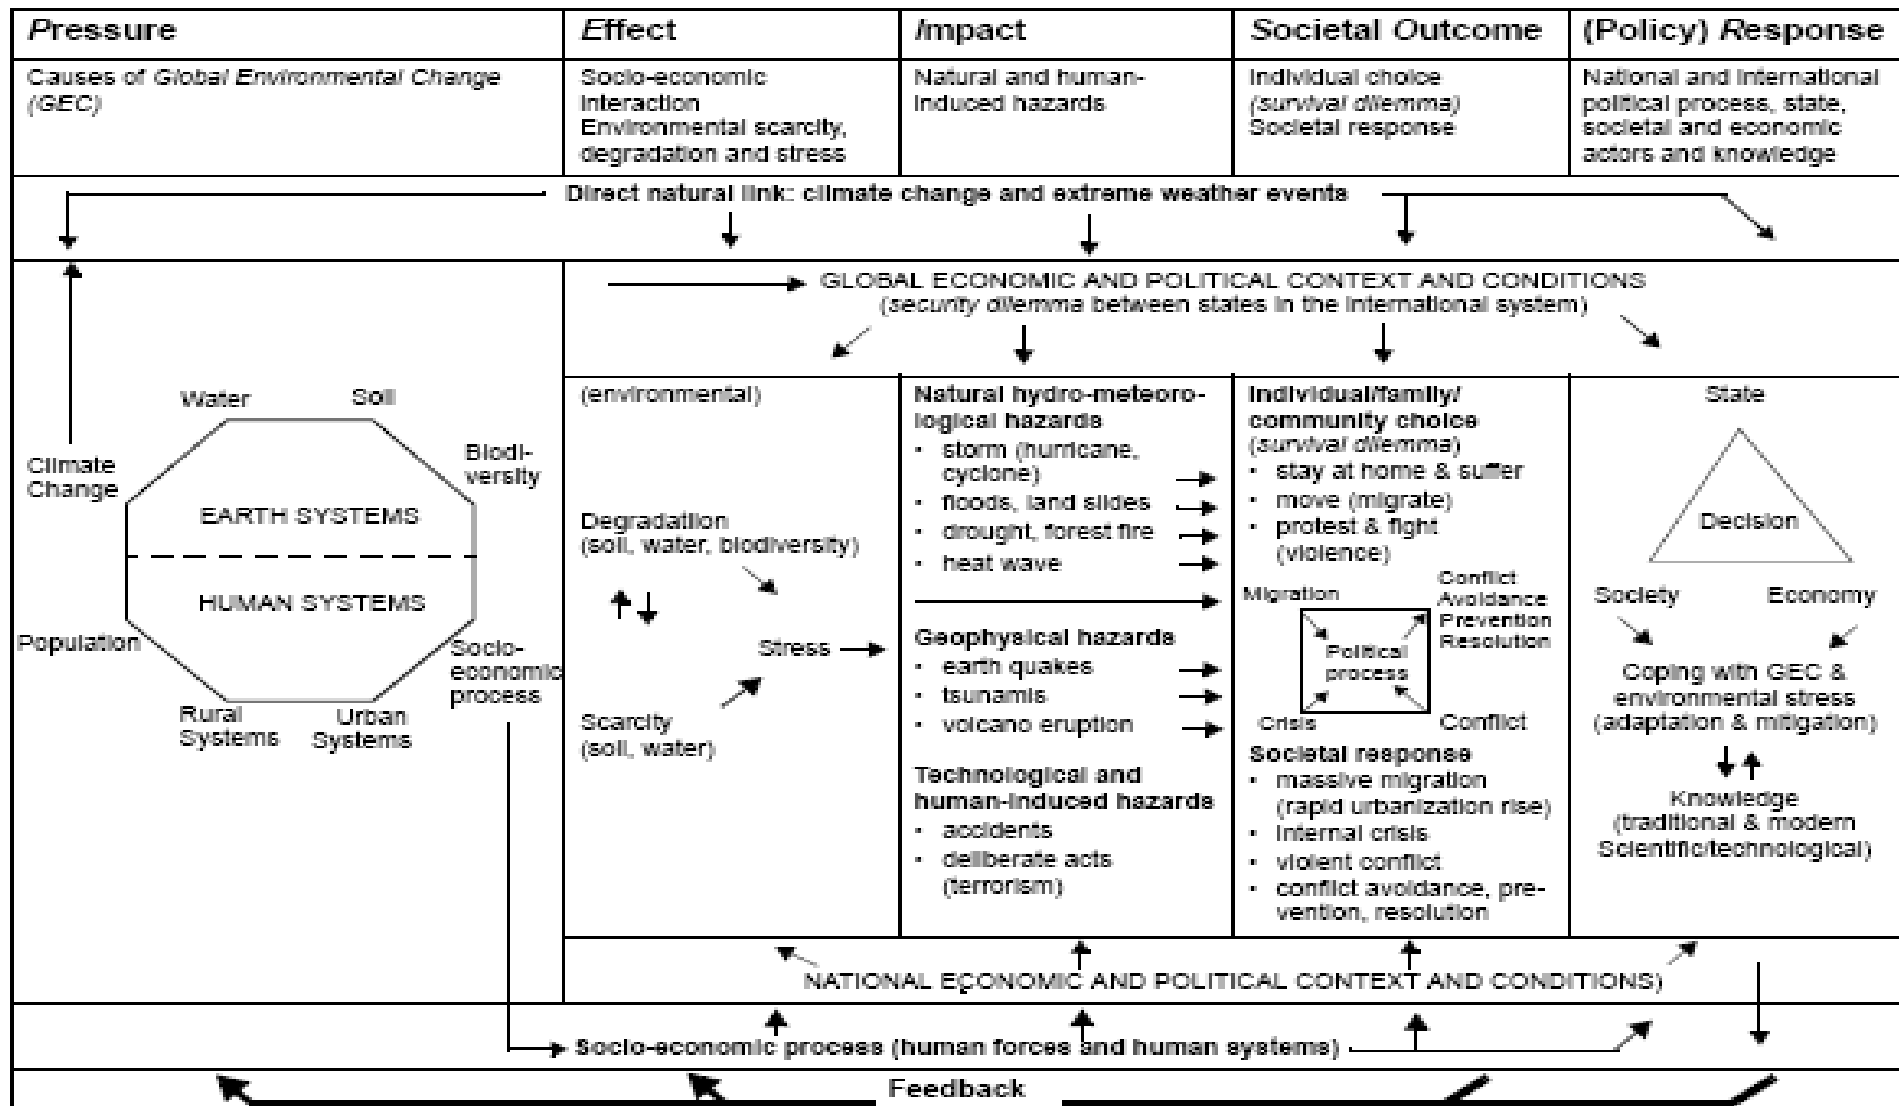 Pressure
Effect
Impact
Societal Outcome
(Policy) Response
Causes of Global Environmental Change
(GEC)
Socio-economic
interaction
Environmental scarcity,
degradation and stress
Natural and human-
induced hazards
Individual choice
(survival dilemma)
Societal response
National and international
political process, state,
societal and economic
actors and knowledge
Direct natural link: climate change and extreme weather events
GLOBAL ECONOMIC AND POLITICAL CONTEXT AND CONDITIONS
(security dilemma between states in the international system)
Water
Soil
Climate
Change
Biodi-
versity
EARTH SYSTEMS
HUMAN SYSTEMS
Population
Socio-
economic
process
Rural
Systems
Urban
Systems
(environmental)
Degradatiion
(soil, water, biodiversity)
Stress
Scarcity
(soil, water)
Natural hydro-meteoro-
logical hazards
• storm (hurricane,
cyclone)
• floods, land slides
• drought, forest fire
• heat wave
Geophysical hazards
• earth quakes
• tsunamis
• volcano eruption
Technological and
human-induced hazards
• accidents
• deliberate acts
(terrorism)
Individual/family/
community choice
(survival dilemma)
• stay at home & suffer
• move (migrate)
• protest & fight
(violence)
Migration
Conflict
Avoidance
Prevention
Resolution
Political
process
Crisis
Conflict
Societal response
• massive migration
(rapid urbanization rise)
• internal crisis
• violent conflict
• conflict avoidance, pre-
vention, resolution
State
Decision
Society
Economy
Coping with GEC &
environmental stress
(adaptation & mitigation)
Knowledge
(traditional & modern
Scientific/technological)
NATIONAL ECONOMIC AND POLITICAL CONTEXT AND CONDITIONS)
Socio-economic process (human forces and human systems)
Feedback